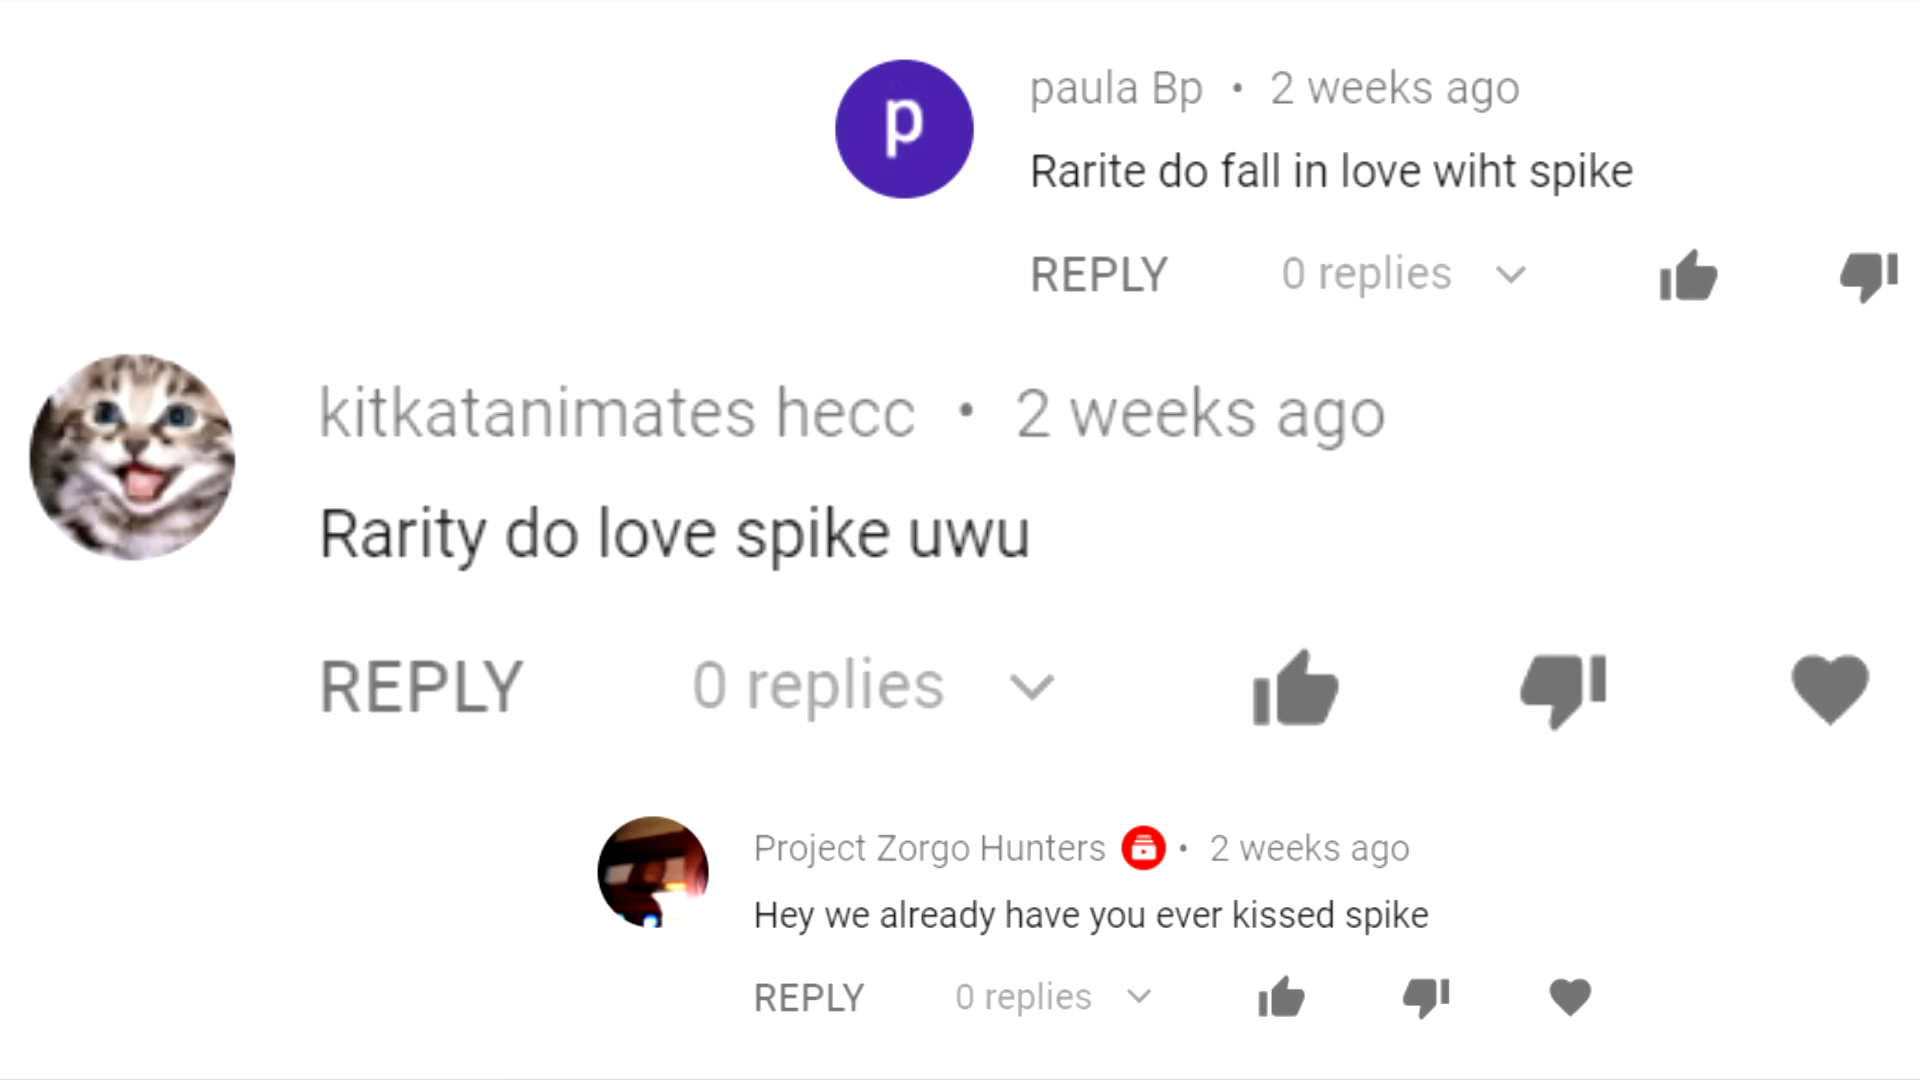 p
paula Bp • 2 weeks ago
Rarite do fall in love wiht spike
REPLY 0 replies
kitkatanimates hecc • 2 weeks ago
Rarity do love spike uwu
REPLY 0 replies
Project Zorgo Hunters • 2 weeks ago
Hey we already have you ever kissed spike
REPLY 0 replies